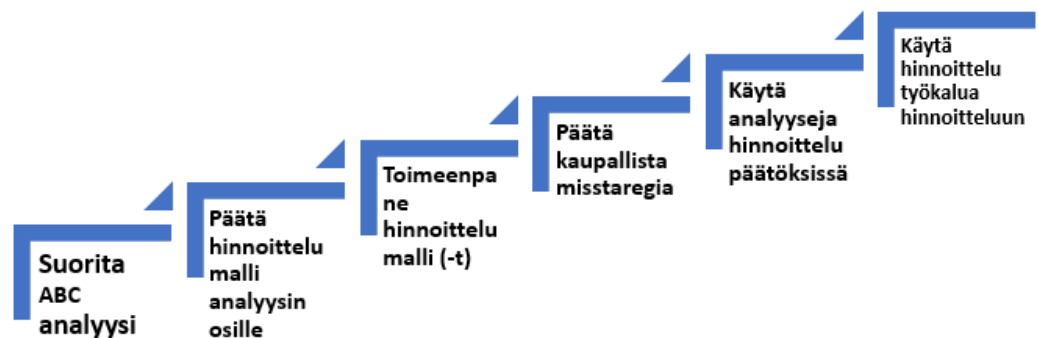 Suorita
ABC
analyysi
Päätä
hinnoittelu
malli
analyysin
osille
Toimeenpa
ne
hinnoittelu
malli (-t)
Päätä
kaupallista
misstaregia
Käytä
analyyseja
hinnoittelu
päätöksissä
Käytä
hinnoittelu
työkalua
hinnoitteluun